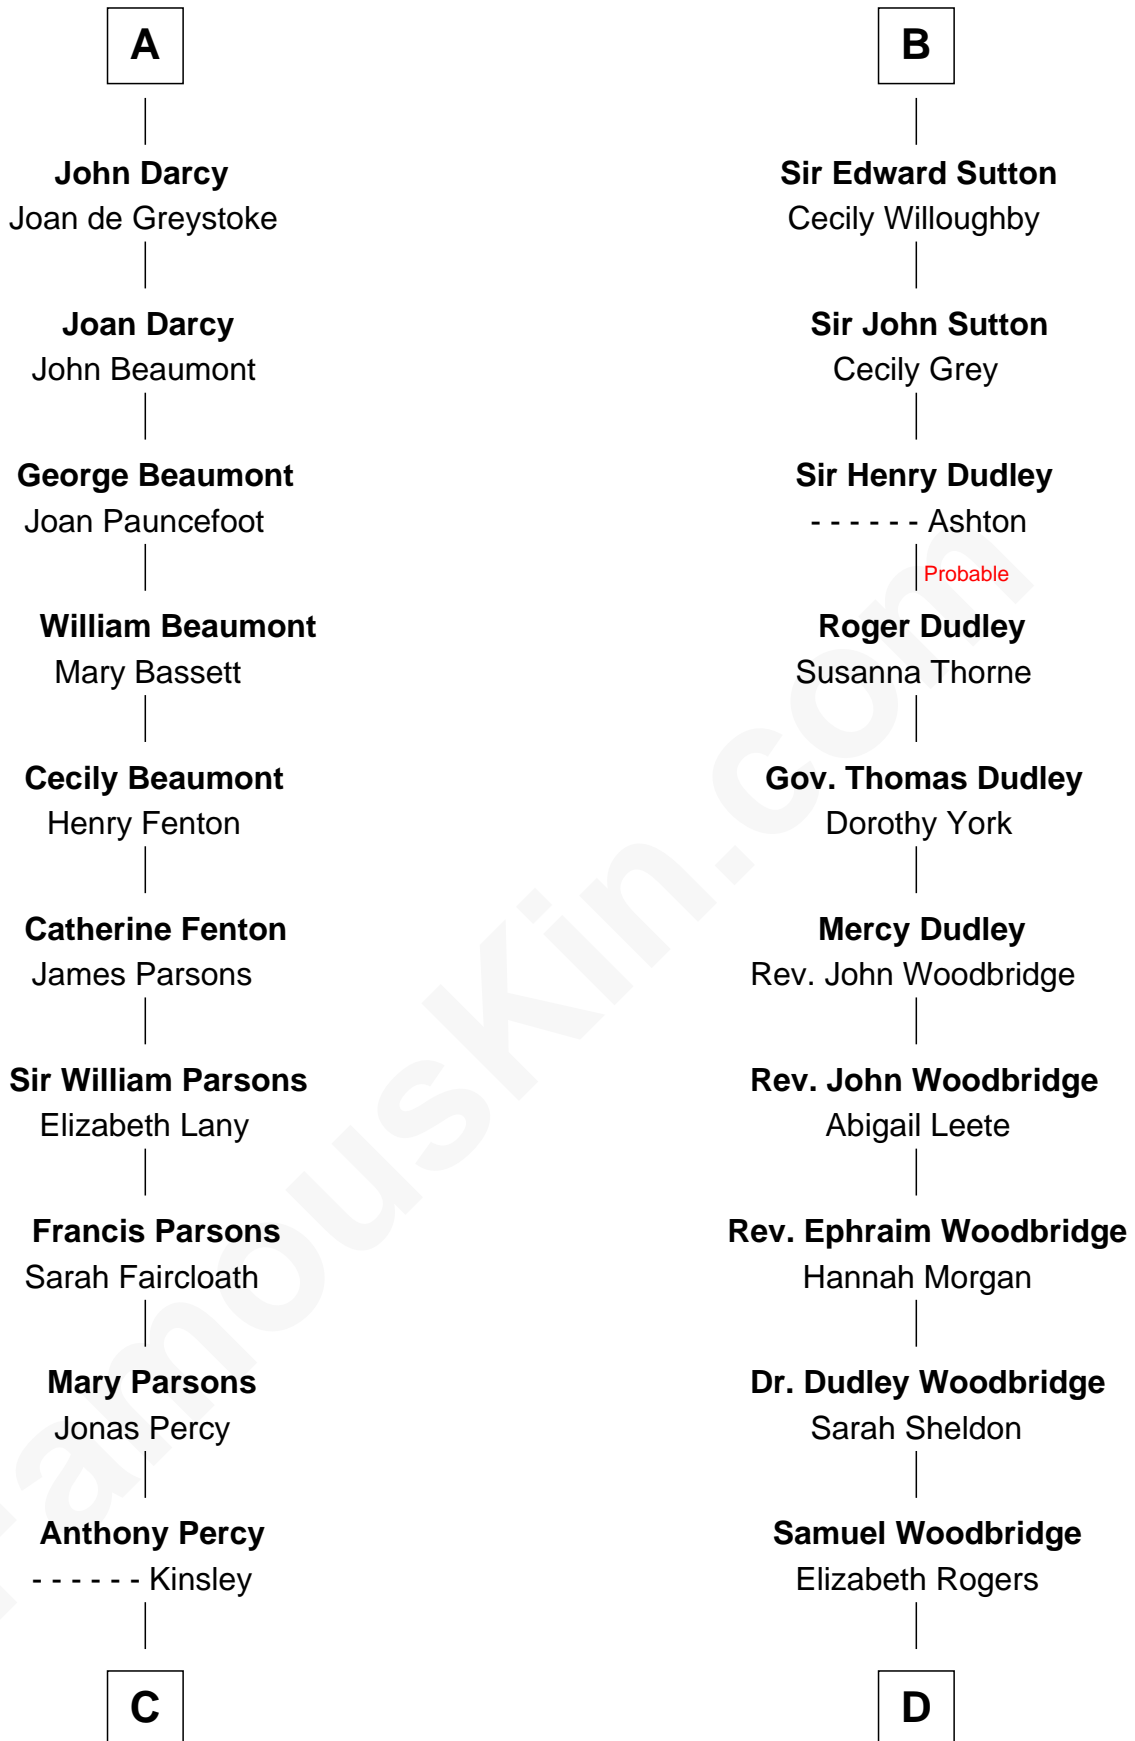 A
John Darcy
Joan de Greystoke
Joan Darcy
John Beaumont
George Beaumont
Joan Pauncefoot
William Beaumont
Mary Bassett
Cecily Beaumont
Henry Fenton
Catherine Fenton
James Parsons
Sir William Parsons
Elizabeth Lany
Francis Parsons
Sarah Faircloath
Mary Parsons
Jonas Percy
Anthony Percy
- - - - - - Kinsley
C
B
Sir Edward Sutton
Cecily Willoughby
Sir John Sutton
Cecily Grey
Sir Henry Dudley
- - - - - - Ashton
Probable
Roger Dudley
Susanna Thorne
Gov. Thomas Dudley
Dorothy York
Mercy Dudley
Rev. John Woodbridge
Rev. John Woodbridge
Abigail Leete
Rev. Ephraim Woodbridge
Hannah Morgan
Dr. Dudley Woodbridge
Sarah Sheldon
Samuel Woodbridge
Elizabeth Rogers
D
FamousKin.com